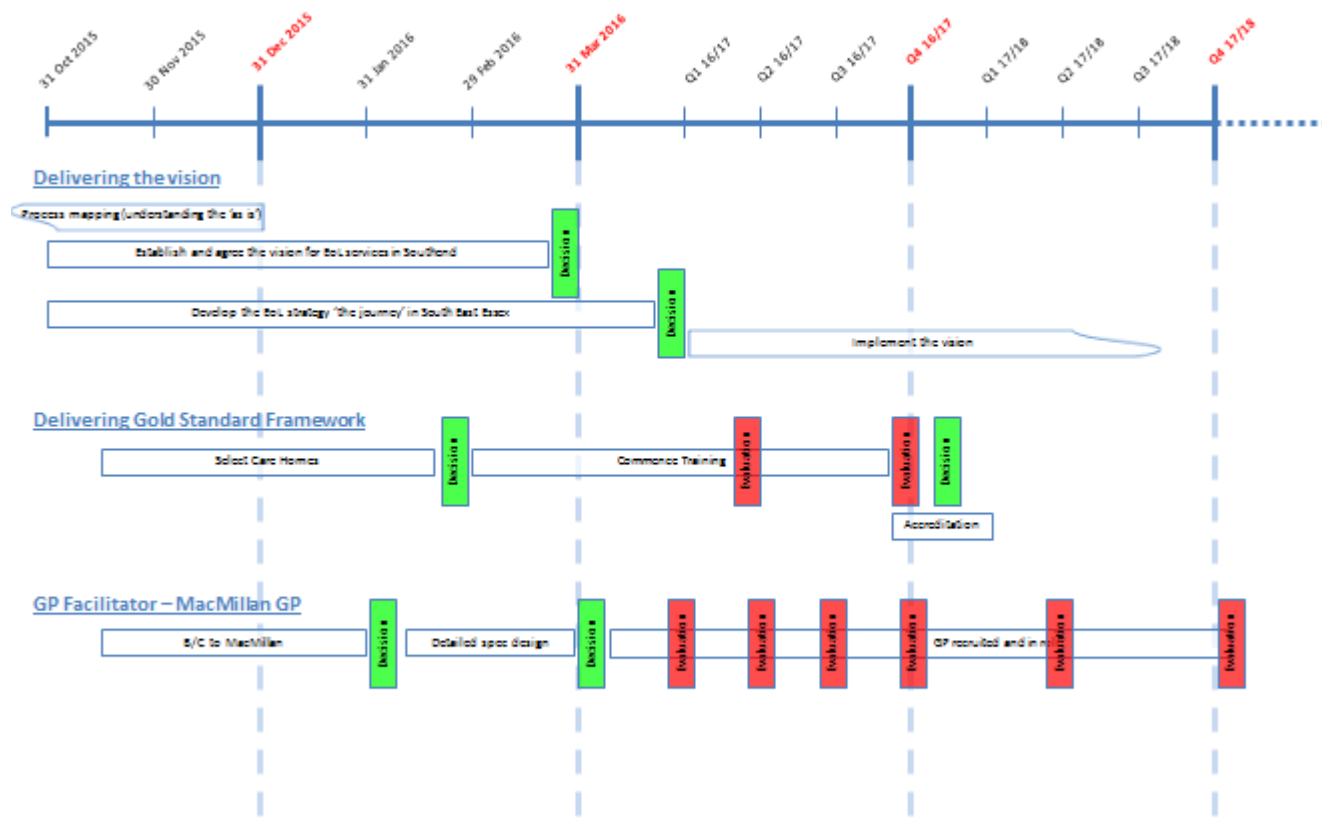 31 Oct 2015
30 Nov 2015
31 Dec 2015
31 Jan 2016
29 Feb 2016
31 Mar 2016
Q1 16/17
Q2 16/17
Q3 16/17
Q4 16/17
Q1 17/18
Q2 17/18
Q3 17/18
Q4 17/18
Delivering the vision
Process mapping (understanding the 'as is')
Establish and agree the vision for EoL services in Southend
Decision
Develop the EoL strategy 'the journey' in South East Essex
Decision
Implement the vision
Delivering Gold Standard Framework
Select Care Homes
Decision
Commence Training
Evaluation
Evaluation
Decision
Accreditation
GP Facilitator – MacMillan GP
B/C to MacMillan
Decision
Detailed spec design
Decision
Evaluation
Evaluation
Evaluation
Evaluation
GP recruited and in
Evaluation
Evaluation